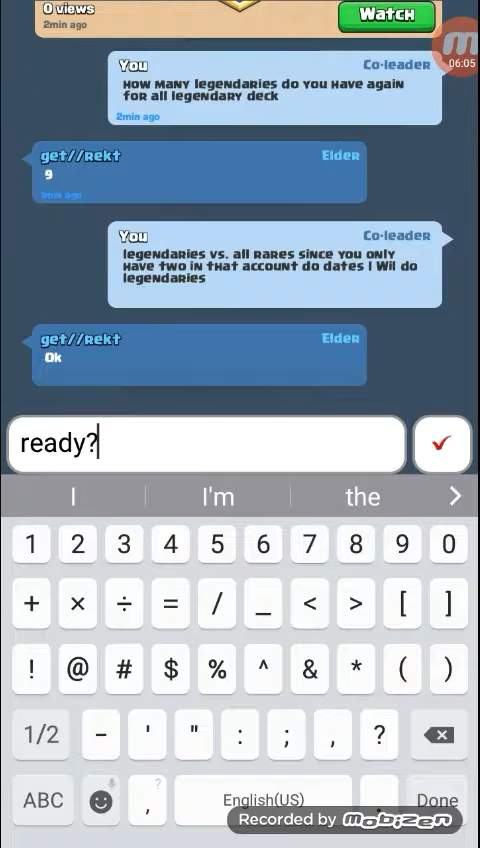 0 views
2min ago
Watch
06:05
You
Co-leader
How many legendaries do you have again
for all legendary deck
2min ago
get//rekt
Elder
9
You
Co-leader
legendaries vs. all rares since you only
have two in that account do dates I Wil do
legendaries
get//rekt
Elder
Ok
ready?
I I'm the
1 2 3 4 5 6 7 8 9 0
+ × ÷ = / _ < > [ ]
! @ # $ % ^ & * ( )
1/2 - ' " : ; , ?
ABC , ? English(US) . Done
Recorded by mobizen